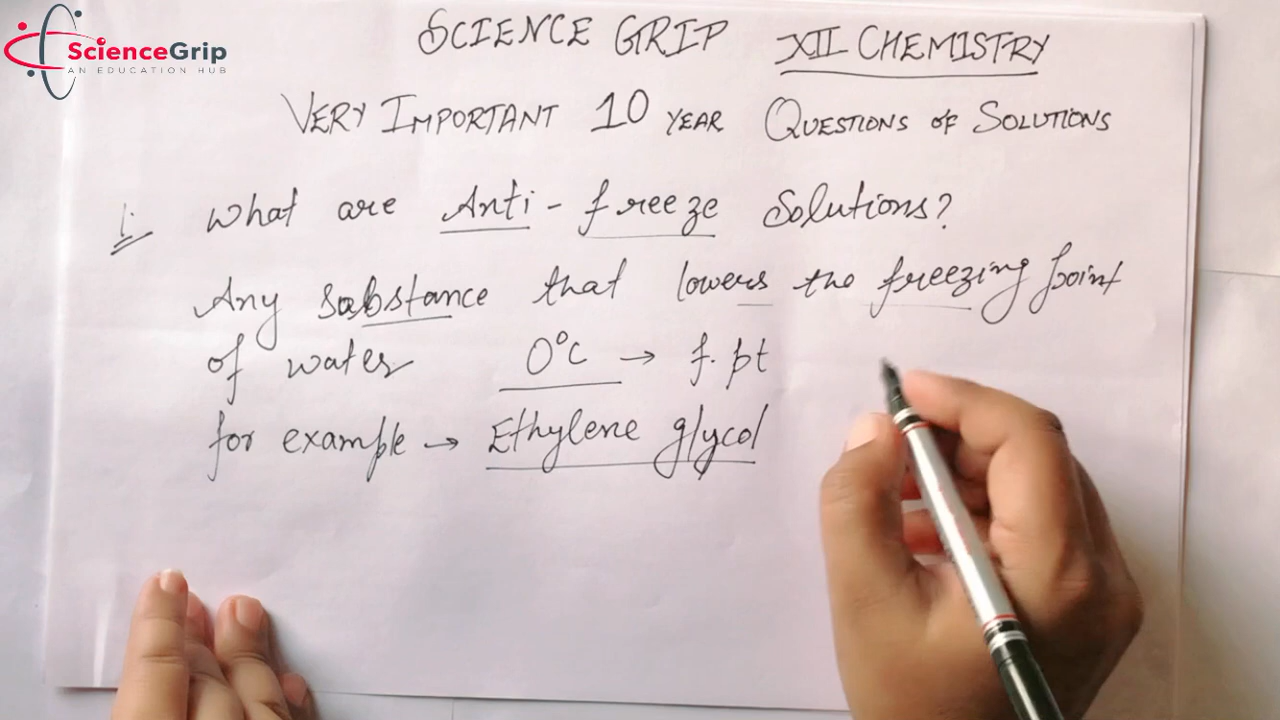 ScienceGrip
AN EDUCATION HUB
SCIENCE GRIP XII CHEMISTRY
VERY IMPORTANT 10 YEAR QUESTIONS OF SOLUTIONS
1. What are Anti-freeze Solutions?
Any substance that lowers the freezing point
of water 0°C → f.pt
for example → Ethylene glycol